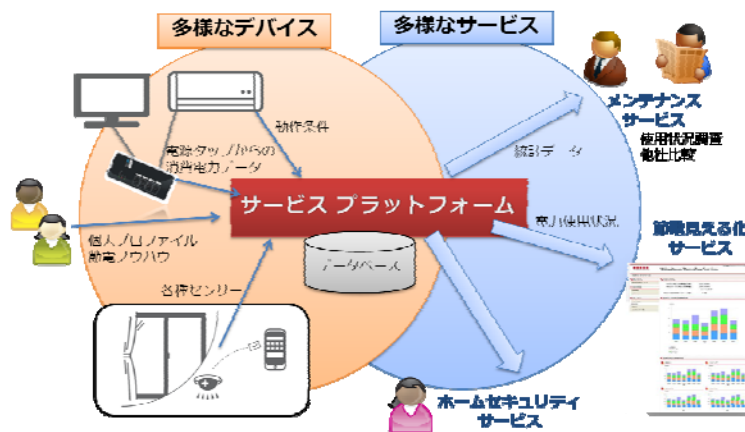 多様なデバイス
多様なサービス
動作条件
電源タップからの
消費電力データ
統計データ
メンテナンス
サービス
使用状況調査
他社比較
サービス プラットフォーム
電力使用状況
個人プロファイル
節電ノウハウ
データベース
節電見える化
サービス
各種センサー
ホームセキュリティ
サービス